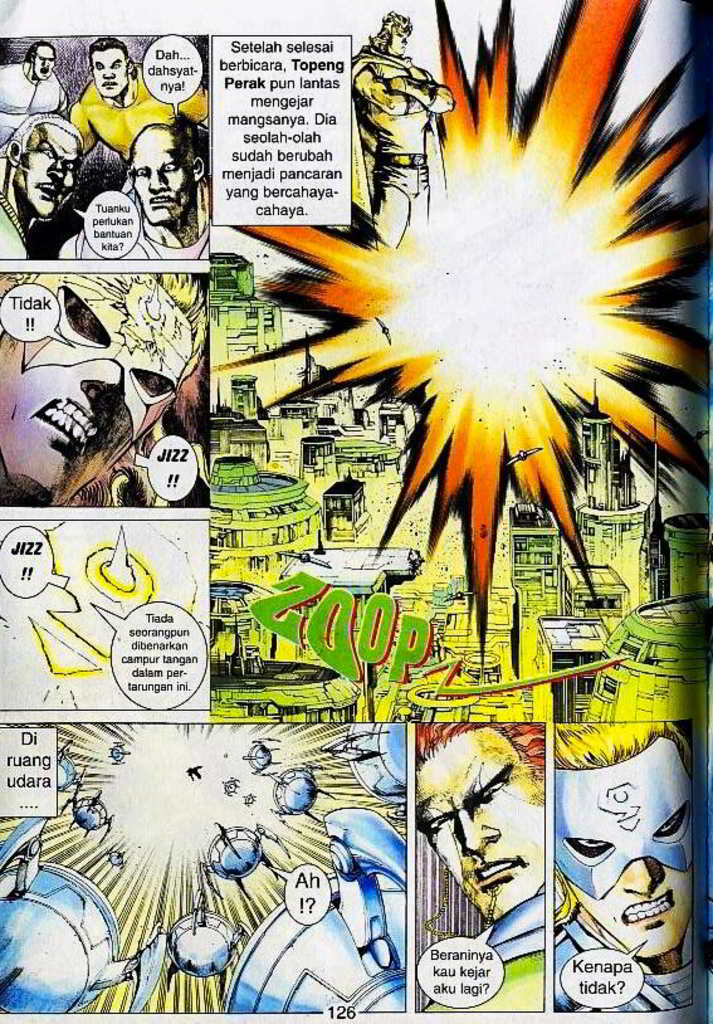 Dah...
dahsyat-
nya!
Tuanku
perlukan
bantuan
kita?
Setelah selesai
berbicara, Topeng
Perak pun lantas
mengejar
mangsanya. Dia
seolah-olah
sudah berubah
menjadi pancaran
yang bercahaya-
cahaya.
Tidak
!!
JIZZ
!!
JIZZ
!!
Tiada
seorangpun
dibenarkan
campur tangan
dalam per-
tarungan ini.
ZOOP
Di
ruang
udara
....
Ah
!?
Beraninya
kau kejar
aku lagi?
Kenapa
tidak?
126